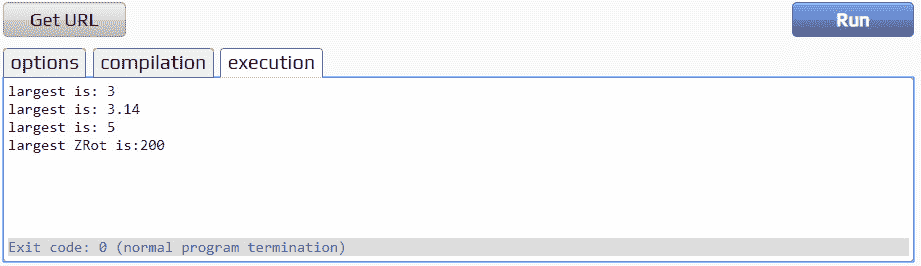 Get URL
Run
options
compilation
execution
largest is: 3
largest is: 3.14
largest is: 5
largest ZRot is:200
Exit code: 0 (normal program termination)